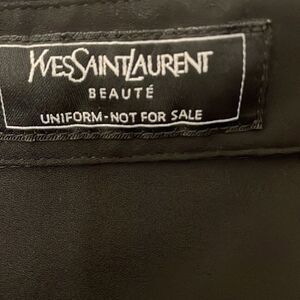 YVESSAINTLAURENT
BEAUTÉ
UNIFORM-NOT FOR SALE